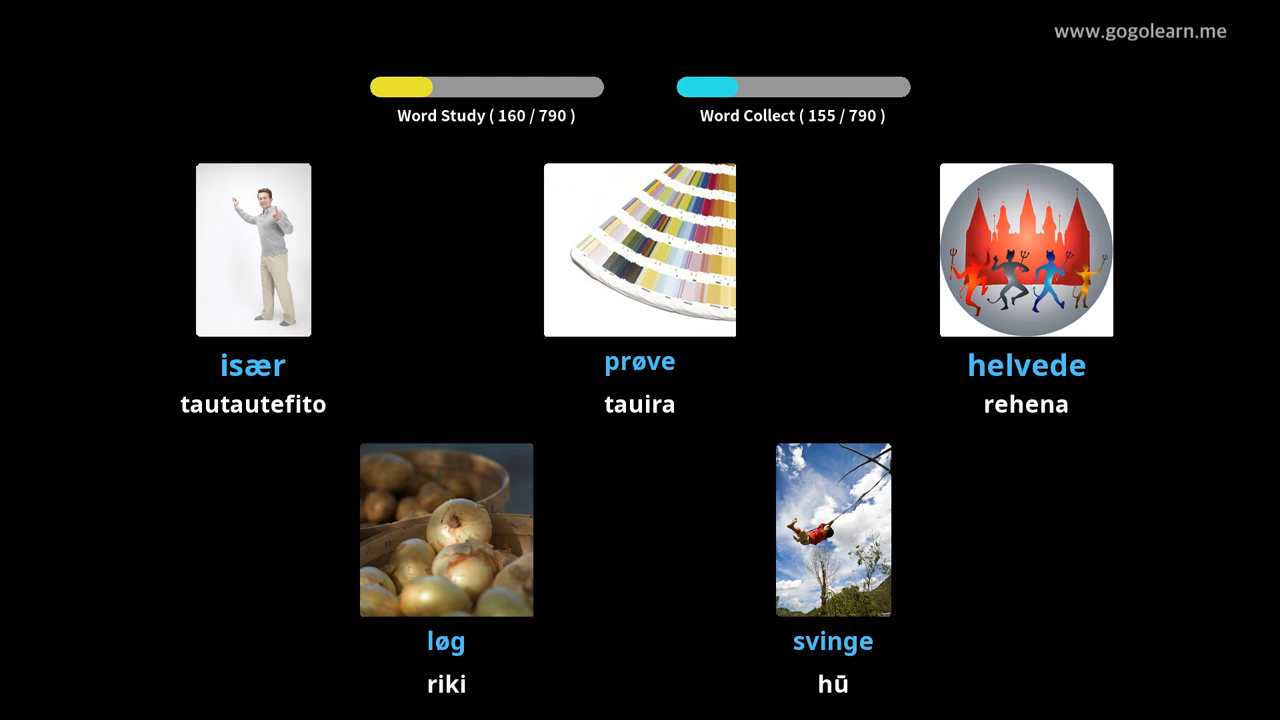 www.gogolearn.me
Word Study ( 160 / 790 )
Word Collect ( 155 / 790 )
især
prøve
helvede
tautautefito
tauira
rehena
løg
svinge
riki
hū